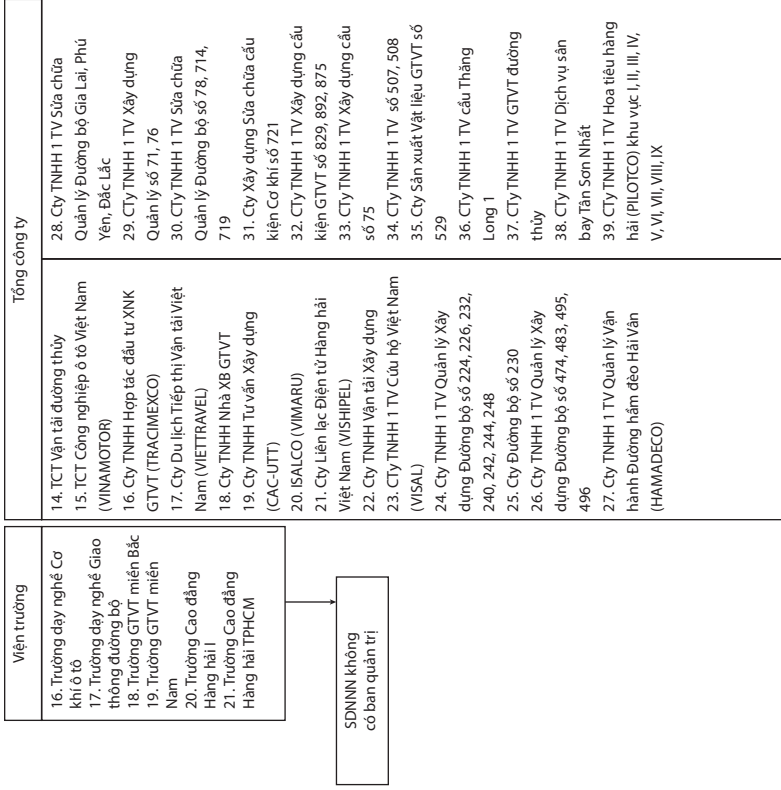 Viện trường
16. Trường dạy nghề Cơ
khí ô tô
17. Trường dạy nghề Giao
thông đường bộ
18. Trường GTVT miền Bắc
19. Trường GTVT miền
Nam
20. Trường Cao đẳng
Hàng hải I
21. Trường Cao đẳng
Hàng hải TPHCM
SDNNN không
có ban quản trị
Tổng công ty
14. TCT Vận tải đường thủy
15. TCT Công nghiệp ô tô Việt Nam
(VINAMOTOR)
16. Cty TNHH Hợp tác đầu tư XNK
GTVT (TRACIMEXCO)
17. Cty Du lịch Tiếp thị Vận tải Việt
Nam (VIETTRAVEL)
18. Cty TNHH Nhà XB GTVT
19. Cty TNHH Tư vấn Xây dựng
(CAC-UTT)
20. ISALCO (VIMARU)
21. Cty Liên lạc Điện tử Hàng hải
Việt Nam (VISHIPEL)
22. Cty TNHH Vận tải Xây dựng
23. CTy TNHH 1 TV Cứu hộ Việt Nam
(VISAL)
24. Cty TNHH 1 TV Quản lý Xây
dựng Đường bộ số 224, 226, 232,
240, 242, 244, 248
25. Cty Đường bộ số 230
26. Cty TNHH 1 TV Quản lý Xây
dựng Đường bộ số 474, 483, 495,
496
27. Cty TNHH 1 TV Quản lý Vận
hành Đường hầm đèo Hải Vân
(HAMADECO)
28. Cty TNHH 1 TV Sửa chữa
Quản lý Đường bộ Gia Lai, Phú
Yên, Đắc Lắc
29. CTy TNHH 1 TV Xây dựng
Quản lý số 71, 76
30. CTy TNHH 1 TV Sửa chữa
Quản lý Đường bộ số 78, 714,
719
31. Cty Xây dựng Sửa chữa cầu
kiện Cơ khí số 721
32. CTy TNHH 1 TV Xây dựng cầu
kiện GTVT số 829, 892, 875
33. CTy TNHH 1 TV Xây dựng cầu
số 75
34. CTy TNHH 1 TV số 507, 508
35. Cty Sản xuất Vật liệu GTVT số
529
36. CTy TNHH 1 TV cầu Thăng
Long 1
37. CTy TNHH 1 TV GTVT đường
thủy
38. CTy TNHH 1 TV Dịch vụ sân
bay Tân Sơn Nhất
39. CTy TNHH 1 TV Hoa tiêu hàng
hải (PILOTCO) khu vực I, II, III, IV,
V, VI, VII, VIII, IX